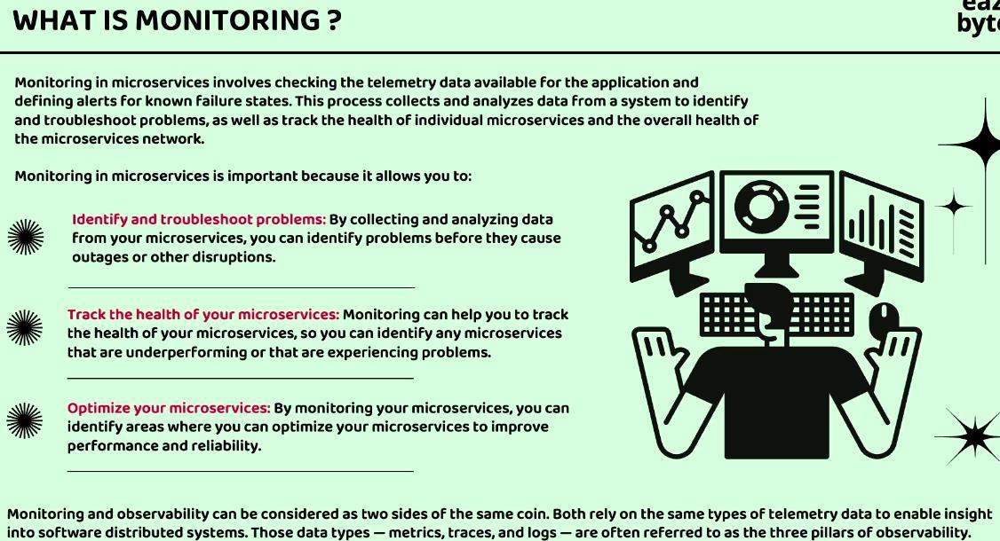 WHAT IS MONITORING ?
Monitoring in microservices involves checking the telemetry data available for the application and
defining alerts for known failure states. This process collects and analyzes data from a system to identify
and troubleshoot problems, as well as track the health of individual microservices and the overall health of
the microservices network.
Monitoring in microservices is important because it allows you to:
Identify and troubleshoot problems: By collecting and analyzing data
from your microservices, you can identify problems before they cause
outages or other disruptions.
Track the health of your microservices: Monitoring can help you to track
the health of your microservices, so you can identify any microservices
that are underperforming or that are experiencing problems.
Optimize your microservices: By monitoring your microservices, you can
identify areas where you can optimize your microservices to improve
performance and reliability.
Monitoring and observability can be considered as two sides of the same coin. Both rely on the same types of telemetry data to enable insight
into software distributed systems. Those data types — metrics, traces, and logs — are often referred to as the three pillars of observability.